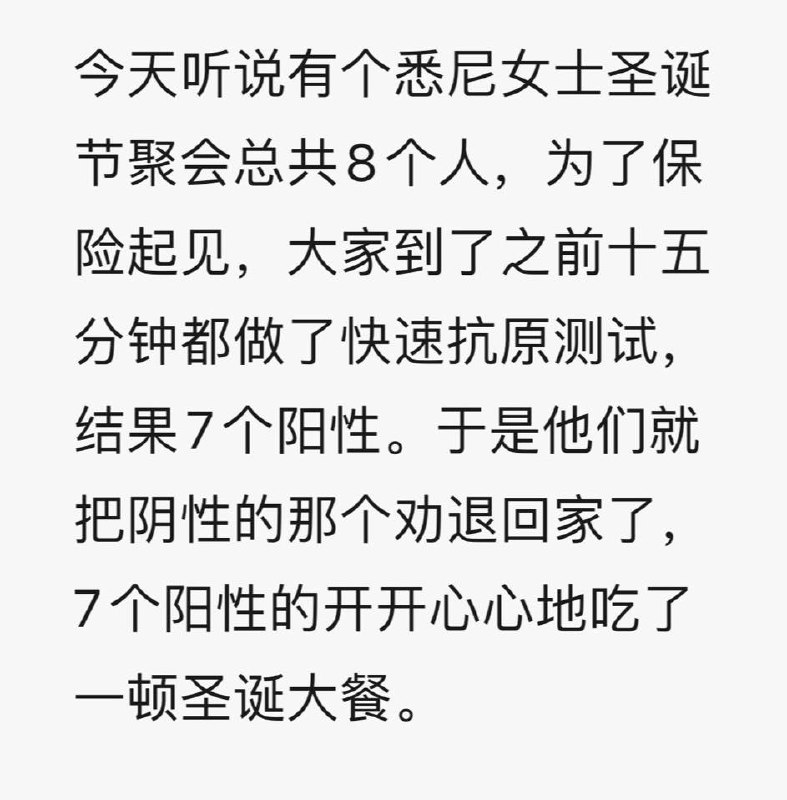 今天听说有个悉尼女士圣诞
节聚会总共8个人，为了保
险起见，大家到了之前十五
分钟都做了快速抗原测试，
结果7个阳性。于是他们就
把阴性的那个劝退回家了，
7个阳性的开开心心地吃了
一顿圣诞大餐。